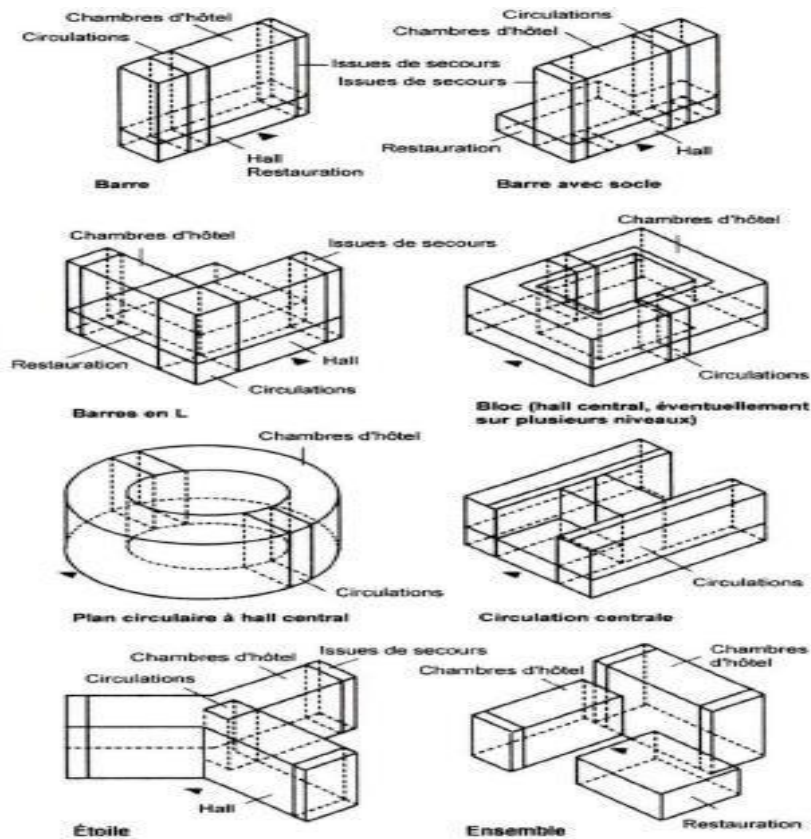 Chambres d'hôtel
Circulations
Issues de secours
Hall
Restauration
Barre
Circulations
Chambres d'hôtel
Issues de secours
Restauration
Hall
Barre avec socle
Chambres d'hôtel
Issues de secours
Restauration
Hall
Circulations
Barres en L
Chambres d'hôtel
Circulations
Bloc (hall central, éventuellement
sur plusieurs niveaux)
Chambres d'hôtel
Circulations
Plan circulaire à hall central
Circulations
Circulation centrale
Issues de secours
Chambres d'hôtel
Circulations
Hall
Étoile
Chambres
d'hôtel
Chambres d'hôtel
Restauration
Ensemble